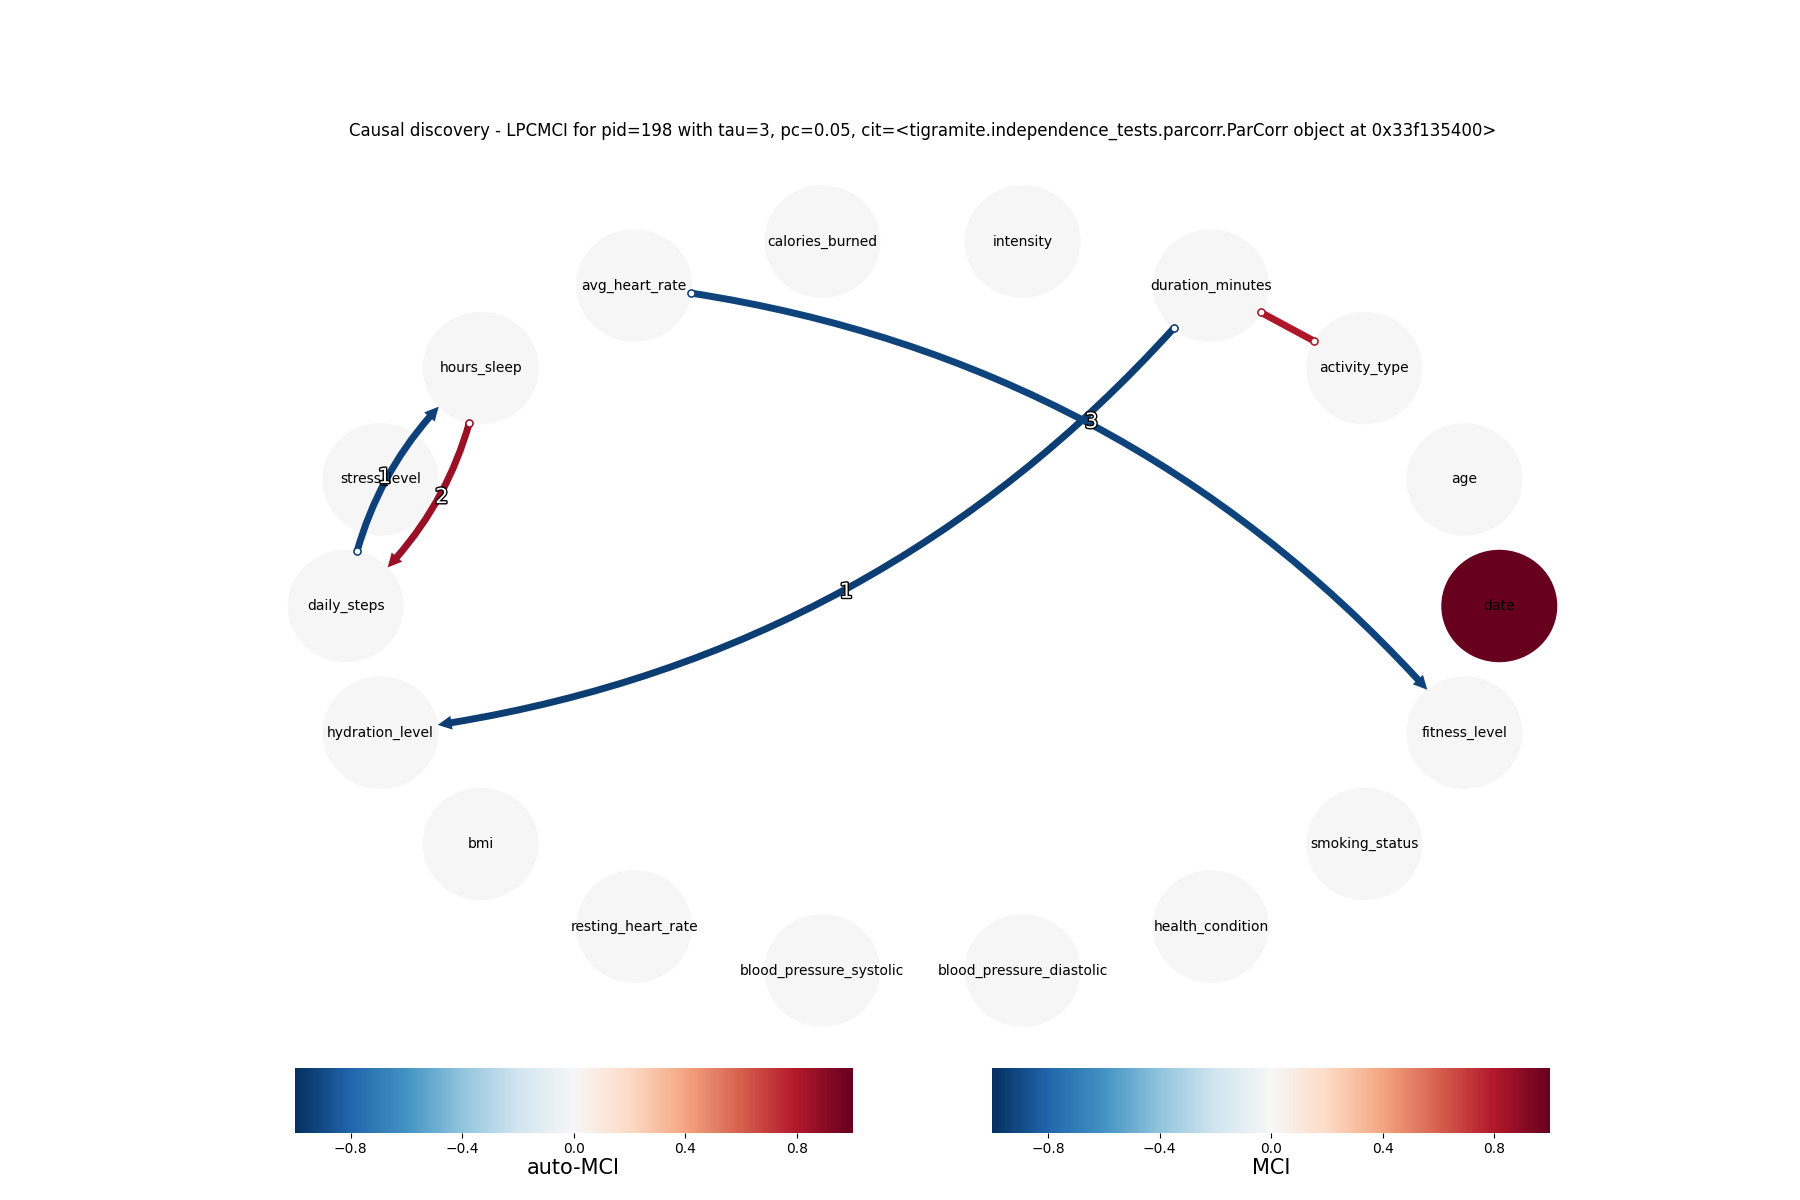 Causal discovery - LPCMCI for pid=198 with tau=3, pc=0.05, cit=<tigramite.independence_tests.parcorr.ParCorr object at 0x33f135400>
calories_burned
intensity
avg_heart_rate
duration_minutes
hours_sleep
activity_type
3
stress_level
1
2
age
daily_steps
1
date
hydration_level
fitness_level
bmi
smoking_status
resting_heart_rate
health_condition
blood_pressure_systolic
blood_pressure_diastolic
−0.8 −0.4 0.0 0.4 0.8
auto-MCI
−0.8 −0.4 0.0 0.4 0.8
MCI